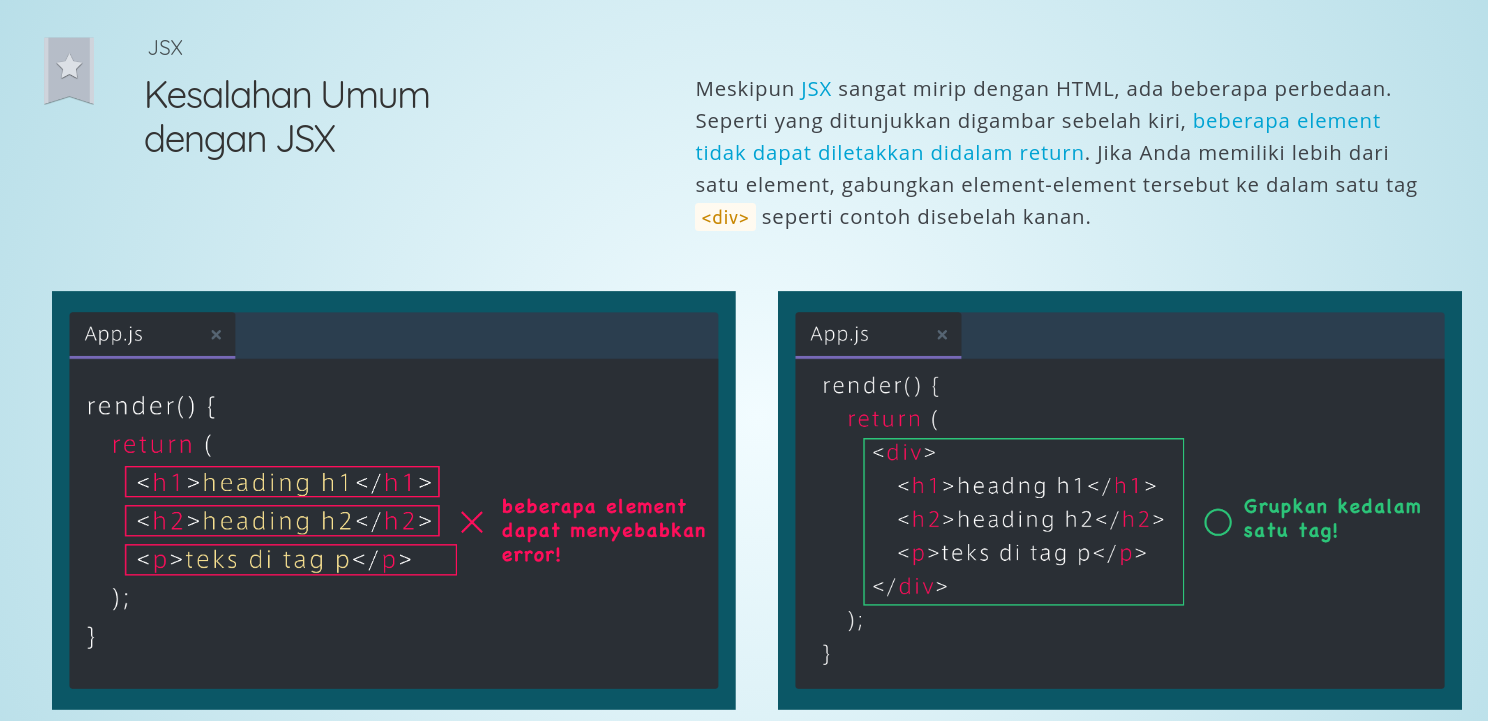 JSX
Kesalahan Umum
dengan JSX
Meskipun JSX sangat mirip dengan HTML, ada beberapa perbedaan.
Seperti yang ditunjukkan digambar sebelah kiri, beberapa element
tidak dapat diletakkan didalam return. Jika Anda memiliki lebih dari
satu element, gabungkan element-element tersebut ke dalam satu tag
<div> seperti contoh disebelah kanan.
App.js ×
render() {
return (
<h1>heading h1</h1>
<h2>heading h2</h2>
<p>teks di tag p</p>
);
}
beberapa element
dapat menyebabkan
error!
App.js ×
render() {
return (
<div>
<h1>headng h1</h1>
<h2>heading h2</h2>
<p>teks di tag p</p>
</div>
);
}
Grupkan kedalam
satu tag!